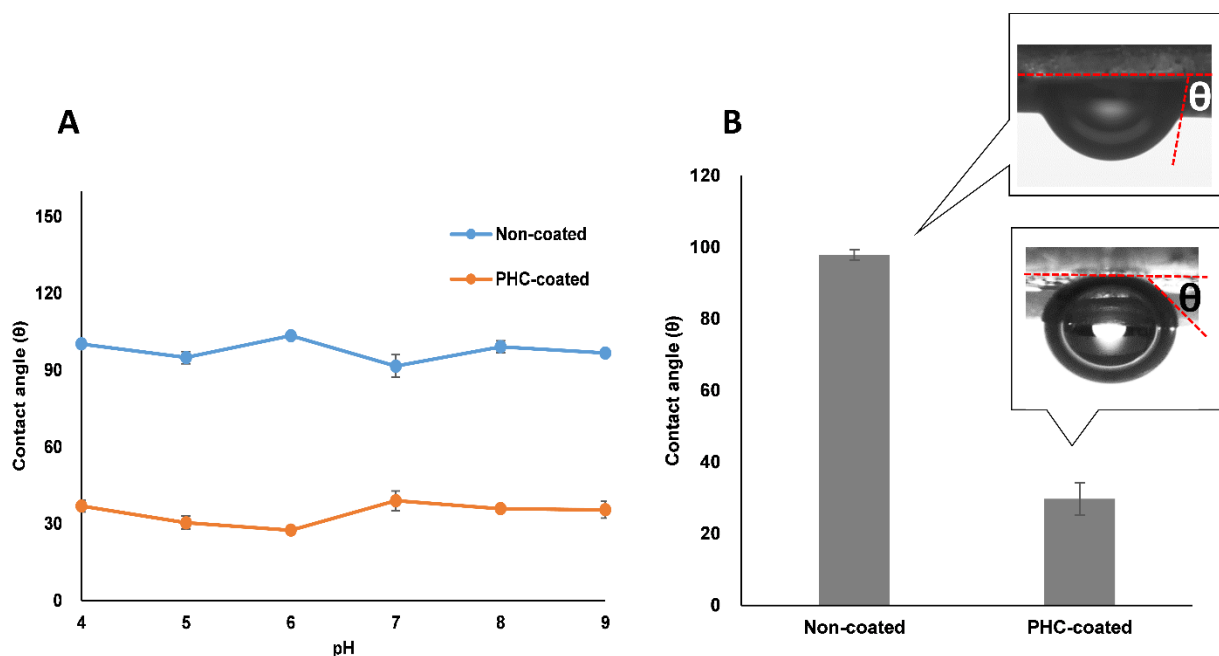 A
150
120
90
60
30
0
4
5
6
7
8
9
pH
Contact angle (θ)
Non-coated
PHC-coated
B
120
100
80
60
40
20
0
Contact angle (θ)
Non-coated
PHC-coated
θ
θ